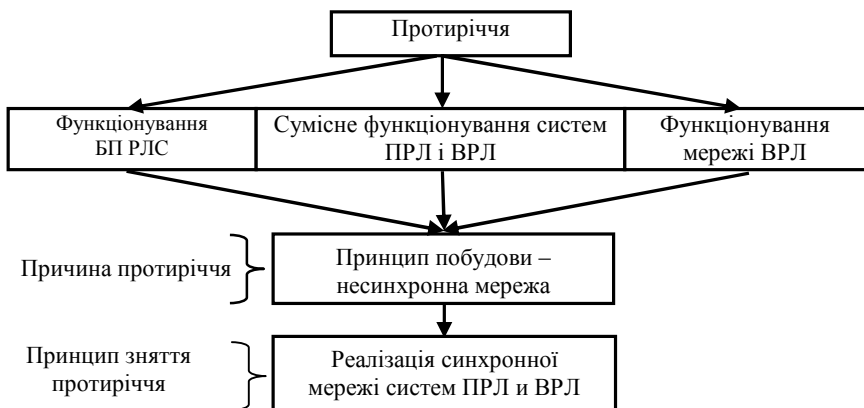 Протиріччя
Функціонування
БП РЛС
Сумісне функціонування систем
ПРЛ і ВРЛ
Функціонування
мережі ВРЛ
Причина протиріччя
Принцип побудови –
несинхронна мережа
Принцип зняття
протиріччя
Реалізація синхронної
мережі систем ПРЛ и ВРЛ